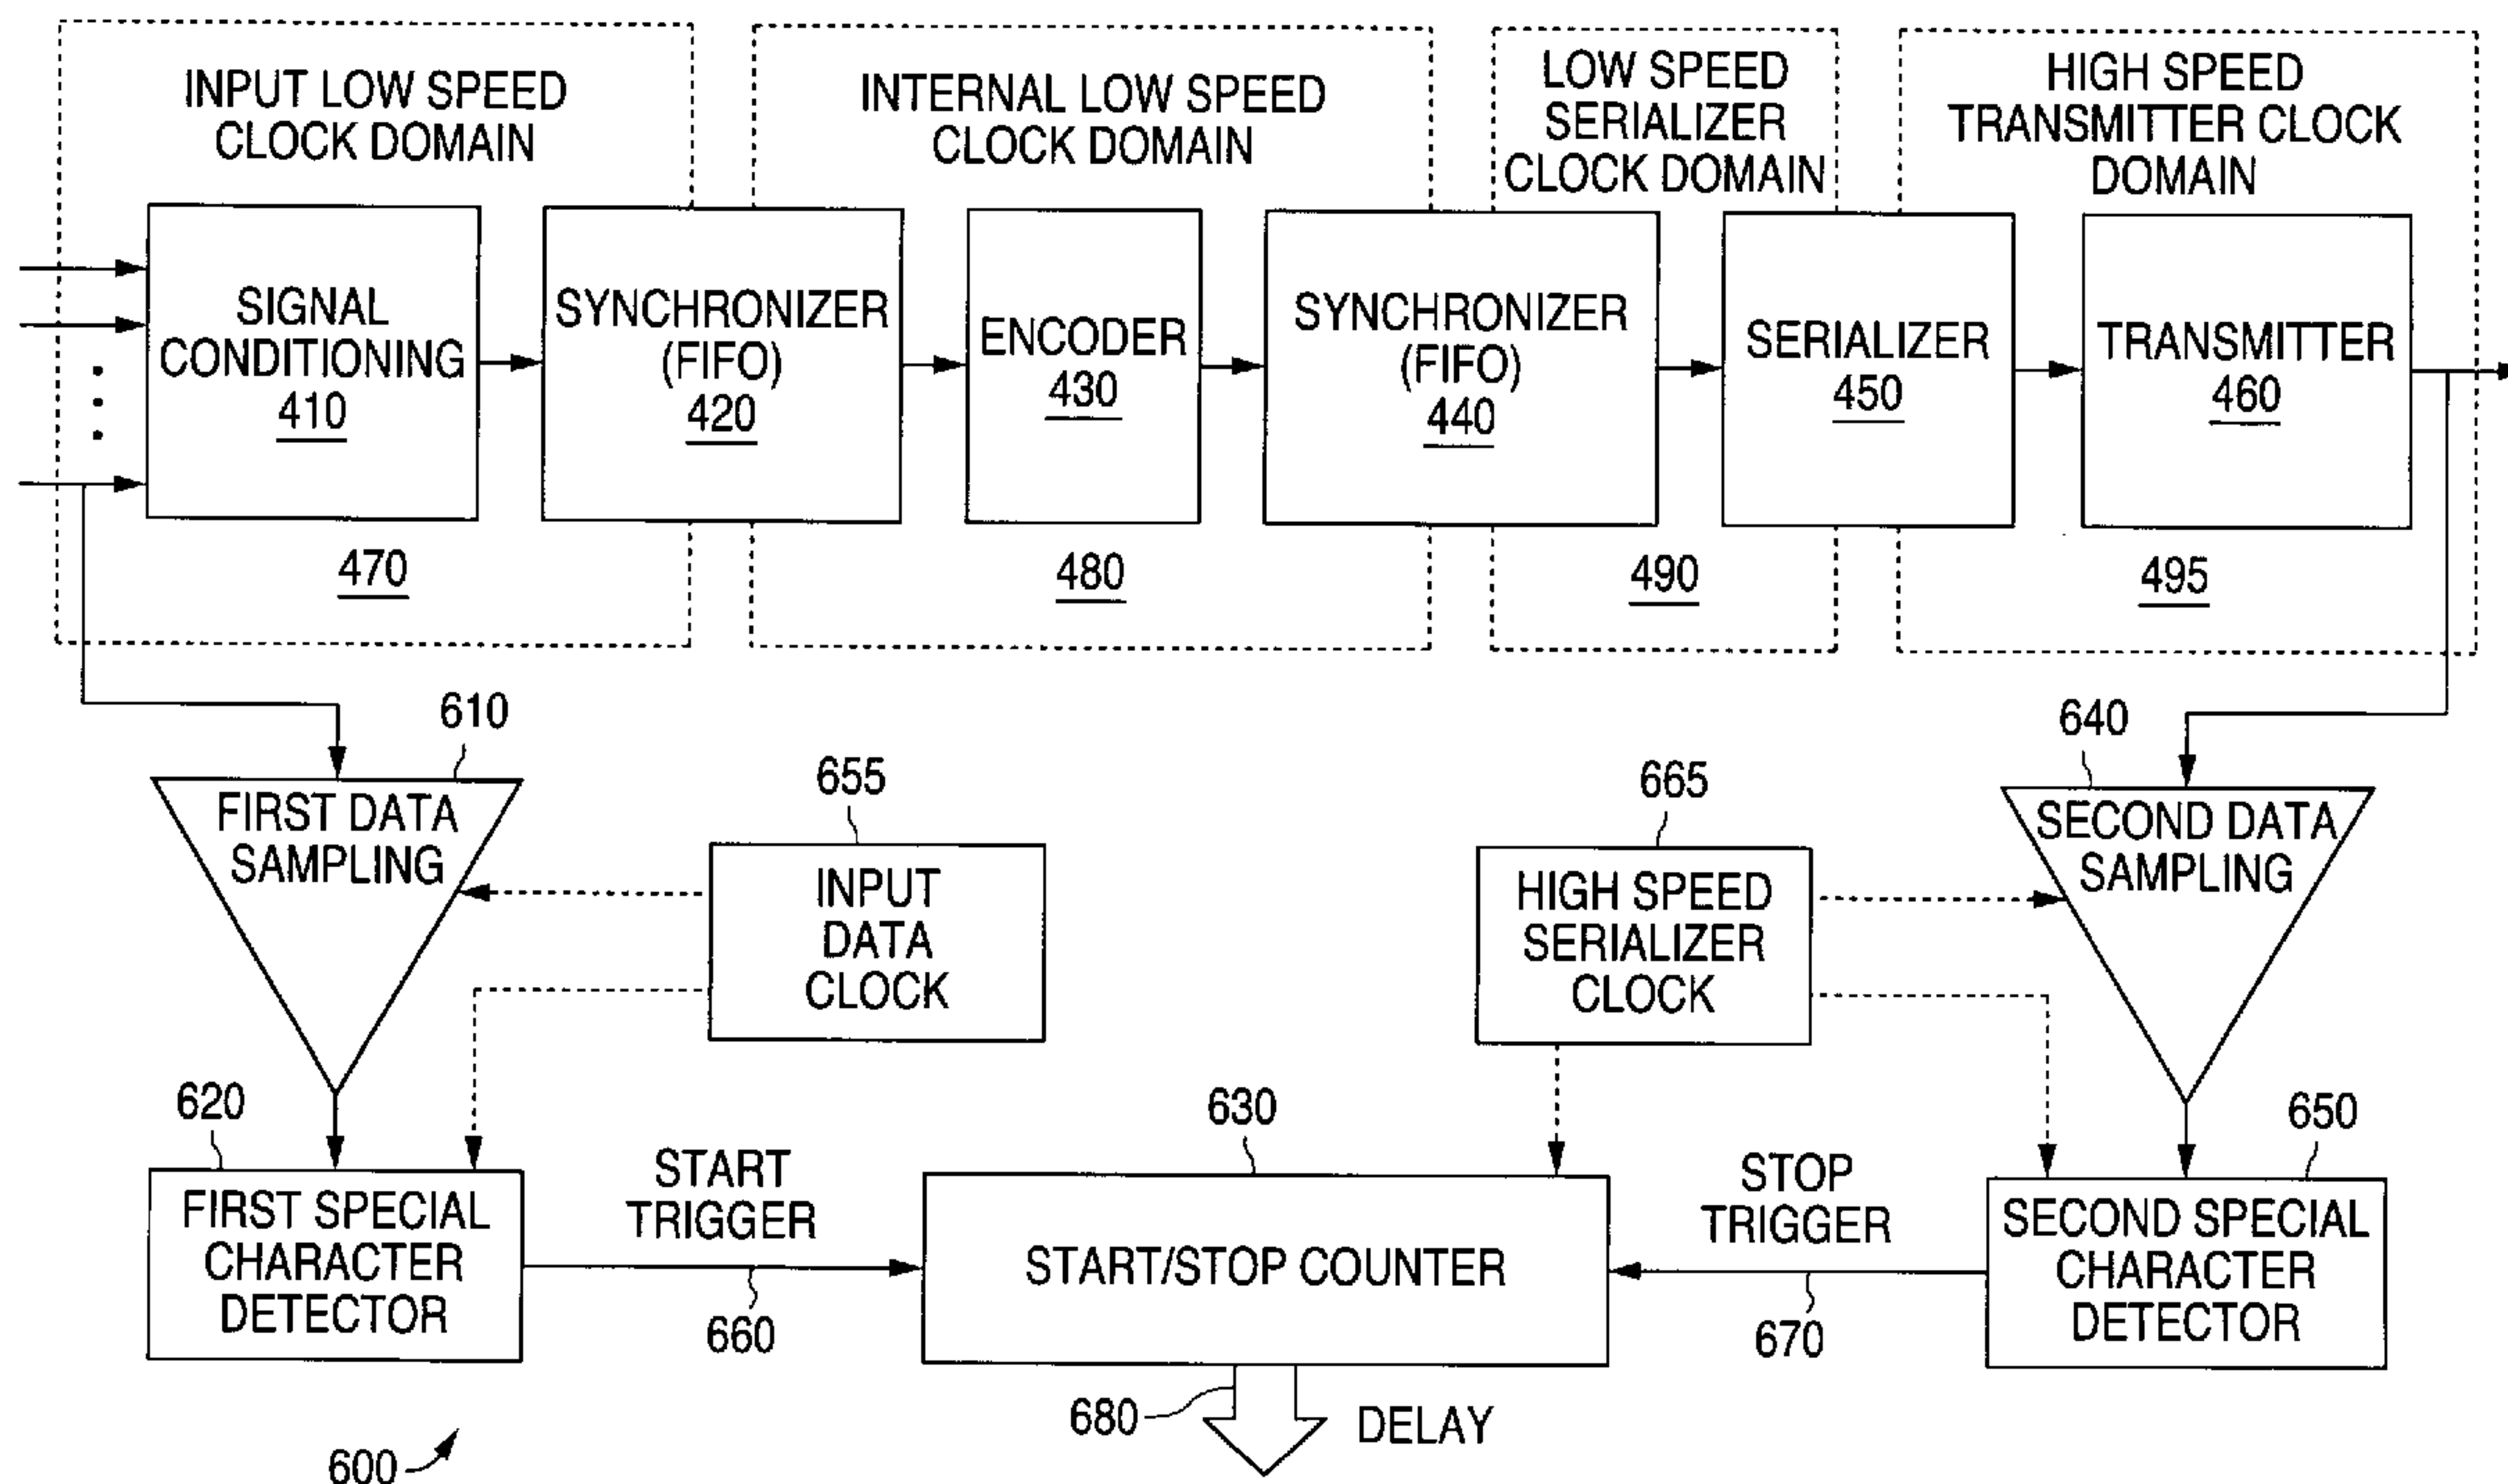 INPUT LOW SPEED
CLOCK DOMAIN
INTERNAL LOW SPEED
CLOCK DOMAIN
LOW SPEED
SERIALIZER
CLOCK DOMAIN
HIGH SPEED
TRANSMITTER CLOCK
DOMAIN
SIGNAL
CONDITIONING
410
SYNCHRONIZER
(FIFO)
420
ENCODER
430
SYNCHRONIZER
(FIFO)
440
SERIALIZER
450
TRANSMITTER
460
470
480
490
495
610
FIRST DATA
SAMPLING
655
INPUT
DATA
CLOCK
665
HIGH SPEED
SERIALIZER
CLOCK
640
SECOND DATA
SAMPLING
620
FIRST SPECIAL
CHARACTER
DETECTOR
START
TRIGGER
660
630
START/STOP COUNTER
STOP
TRIGGER
670
650
SECOND SPECIAL
CHARACTER
DETECTOR
680
DELAY
600